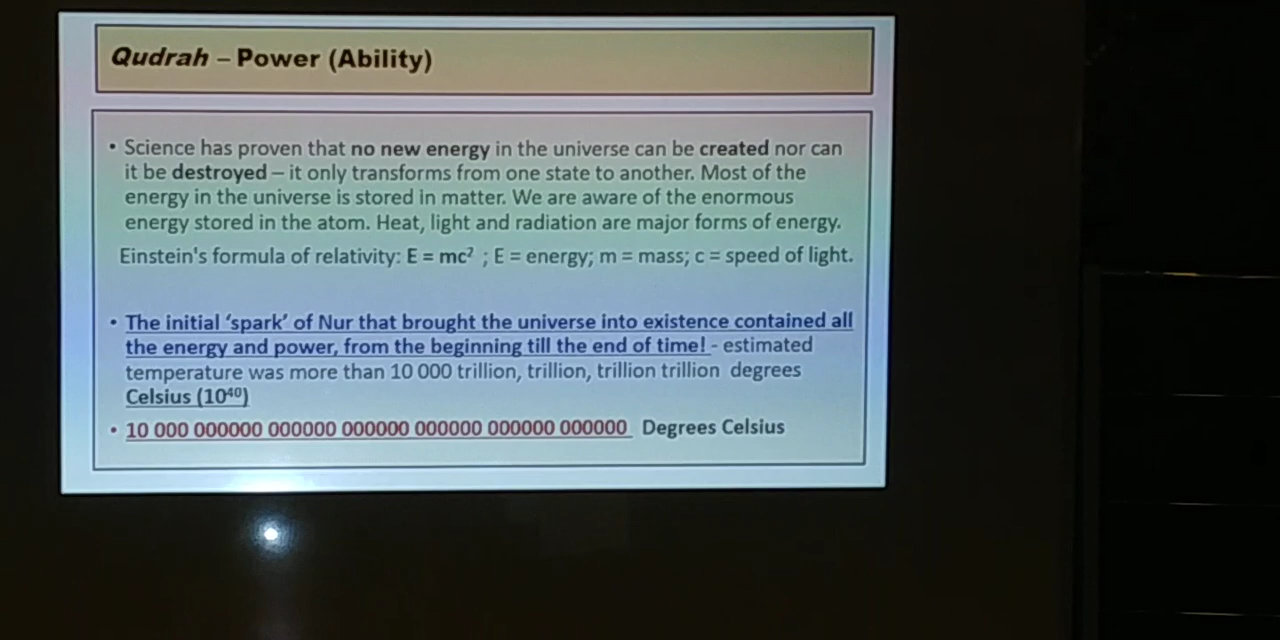 Qudrah – Power (Ability)
• Science has proven that no new energy in the universe can be created nor can
it be destroyed – it only transforms from one state to another. Most of the
energy in the universe is stored in matter. We are aware of the enormous
energy stored in the atom. Heat, light and radiation are major forms of energy.
Einstein's formula of relativity: E = mc² ; E = energy; m = mass; c = speed of light.
• The initial ‘spark’ of Nur that brought the universe into existence contained all
the energy and power, from the beginning till the end of time! - estimated
temperature was more than 10 000 trillion, trillion, trillion trillion degrees
Celsius (10⁴⁰)
• 10 000 000000 000000 000000 000000 000000 000000 Degrees Celsius